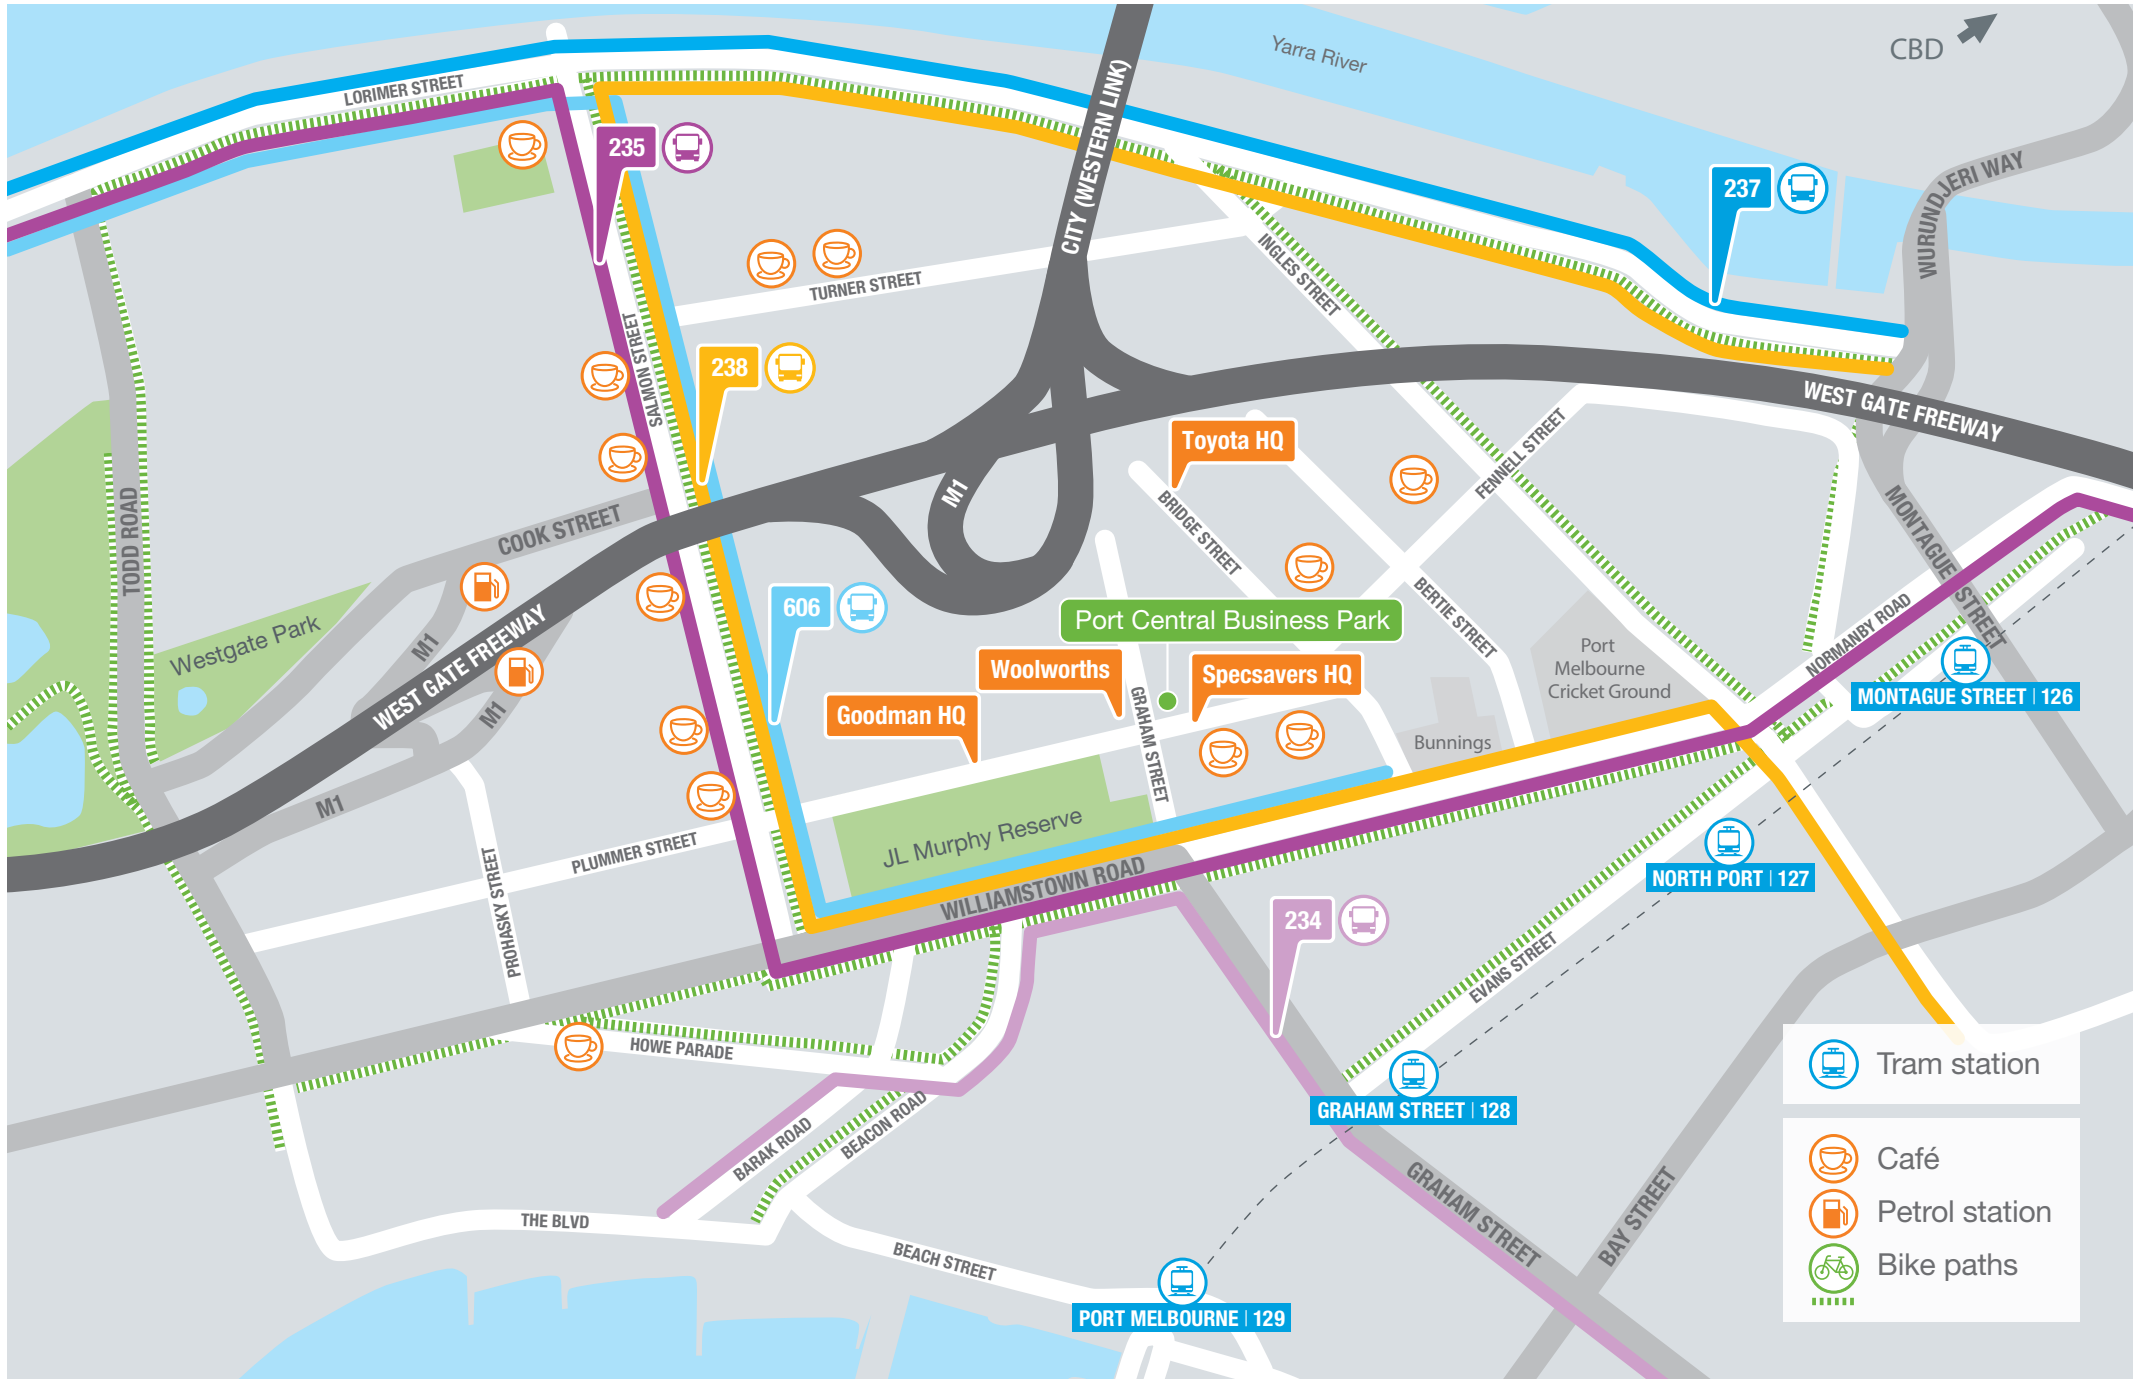 CBD
Yarra River
LORIMER STREET
CITY (WESTERN LINK)
235
237
WURUNDJERI WAY
INGLES STREET
TURNER STREET
SALMON STREET
238
WEST GATE FREEWAY
Toyota HQ
FENNELL STREET
M1
BRIDGE STREET
MONTAGUE STREET
TODD ROAD
COOK STREET
606
Port Central Business Park
BERTIE STREET
NORMANBY ROAD
Westgate Park
M1
WEST GATE FREEWAY
Port
Melbourne
Cricket Ground
Woolworths
Specsavers HQ
MONTAGUE STREET | 126
Goodman HQ
GRAHAM STREET
M1
Bunnings
M1
JL Murphy Reserve
PLUMMER STREET
PROHASKY STREET
WILLIAMSTOWN ROAD
NORTH PORT | 127
234
EVANS STREET
HOWE PARADE
GRAHAM STREET | 128
BARAK ROAD
BEACON ROAD
THE BLVD
BEACH STREET
GRAHAM STREET
BAY STREET
PORT MELBOURNE | 129
Tram station
Café
Petrol station
Bike paths